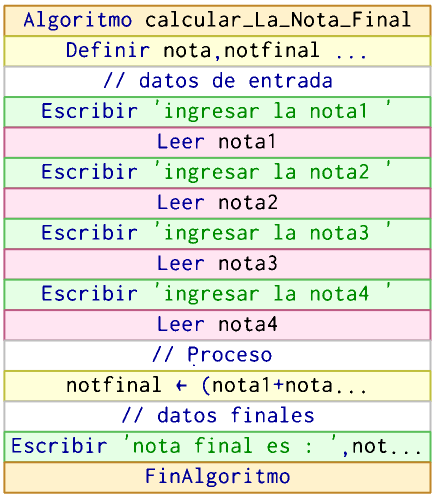 Algoritmo calcular_La_Nota_Final
Definir nota,notfinal ...
// datos de entrada
Escribir 'ingresar la nota1 '
Leer nota1
Escribir 'ingresar la nota2 '
Leer nota2
Escribir 'ingresar la nota3 '
Leer nota3
Escribir 'ingresar la nota4 '
Leer nota4
// Proceso
notfinal ← (nota1+nota...
// datos finales
Escribir 'nota final es : ',not...
FinAlgoritmo